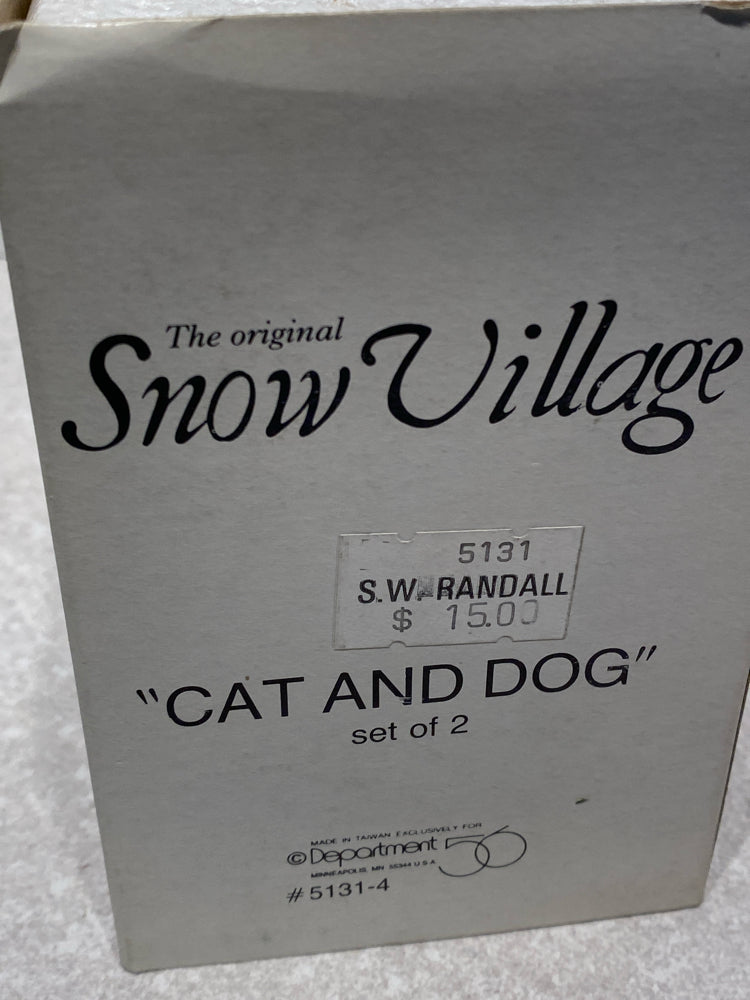 The original
Snow Village
5131
S.W. RANDALL
$ 15.00
"CAT AND DOG"
set of 2
MADE IN TAIWAN EXCLUSIVELY FOR
© Department 56
MINNEAPOLIS, MN 55344 U S A
# 5131-4